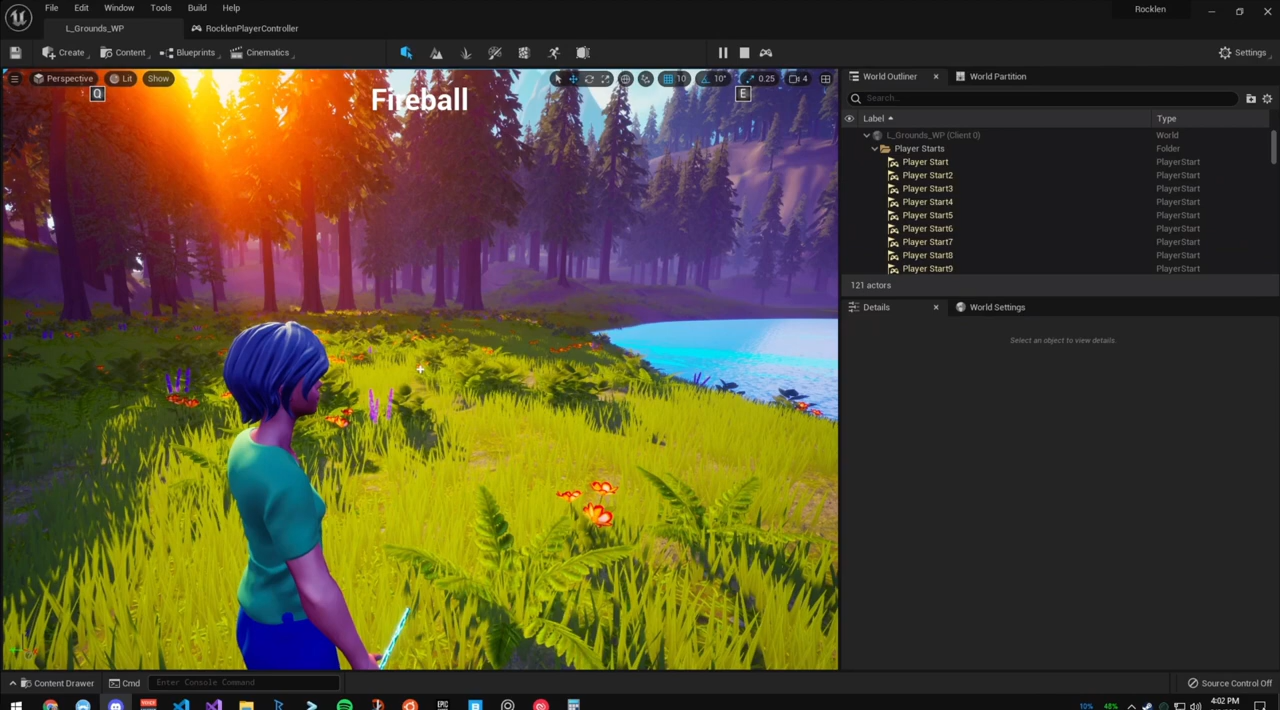 File Edit Window Tools Build Help
Rocklen
L_Grounds_WP
RocklenPlayerController
Create
Content
Blueprints
Cinematics
Settings
Perspective
Lit
Show
10
10°
0.25
4
Q
Fireball
E
World Outliner
World Partition
Search...
Label
Type
L_Grounds_WP (Client 0) World
Player Starts Folder
Player Start PlayerStart
Player Start2 PlayerStart
Player Start3 PlayerStart
Player Start4 PlayerStart
Player Start5 PlayerStart
Player Start6 PlayerStart
Player Start7 PlayerStart
Player Start8 PlayerStart
Player Start9 PlayerStart
121 actors
Details
World Settings
Select an object to view details.
Content Drawer
Cmd
Enter Console Command
Source Control Off
EPIC
10%
48%
4:02 PM